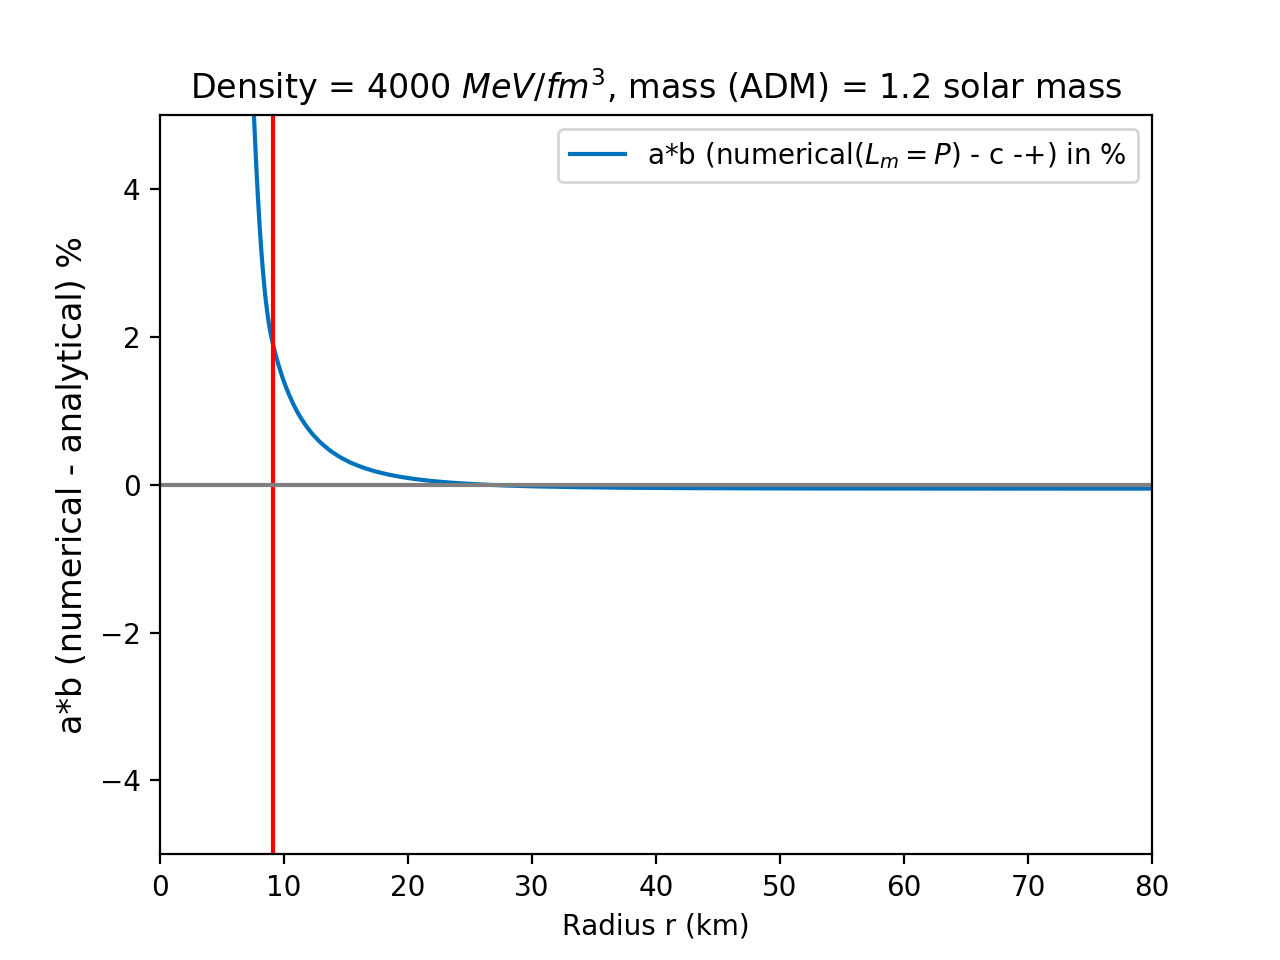 Density = 4000 MeV/fm³, mass (ADM) = 1.2 solar mass
a*b (numerical(Lₘ = P) - c -+) in %
a*b (numerical - analytical) %
4
2
0
−2
−4
0 10 20 30 40 50 60 70 80
Radius r (km)